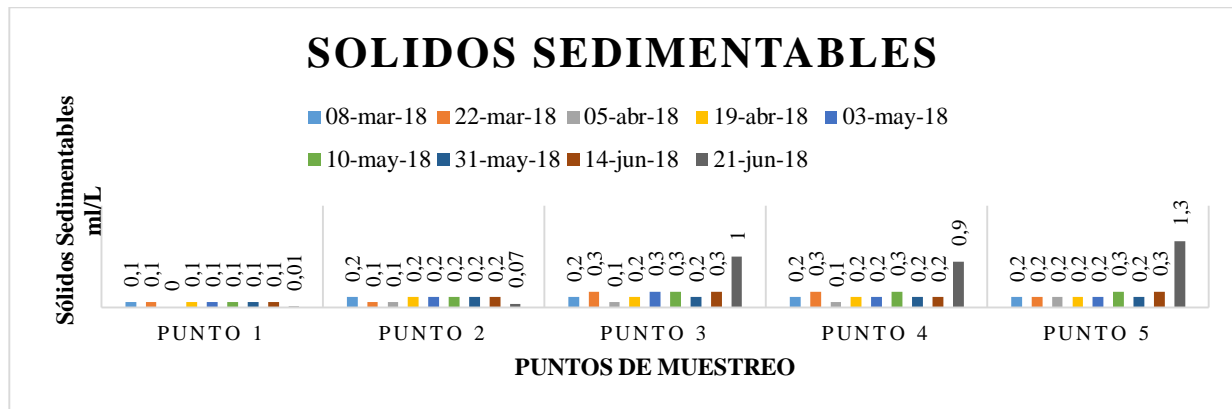 SOLIDOS SEDIMENTABLES
08-mar-18 22-mar-18 05-abr-18 19-abr-18 03-may-18
10-may-18 31-may-18 14-jun-18 21-jun-18
Sólidos Sedimentables
ml/L
0,1 0,1 0 0,1 0,1 0,1 0,1 0,1 0,01
0,2 0,1 0,1 0,2 0,2 0,2 0,2 0,2 0,07
0,2 0,3 0,1 0,2 0,3 0,3 0,2 0,3 1
0,2 0,3 0,1 0,2 0,2 0,3 0,2 0,2 0,9
0,2 0,2 0,2 0,2 0,2 0,3 0,2 0,3 1,3
PUNTO 1 PUNTO 2 PUNTO 3 PUNTO 4 PUNTO 5
PUNTOS DE MUESTREO